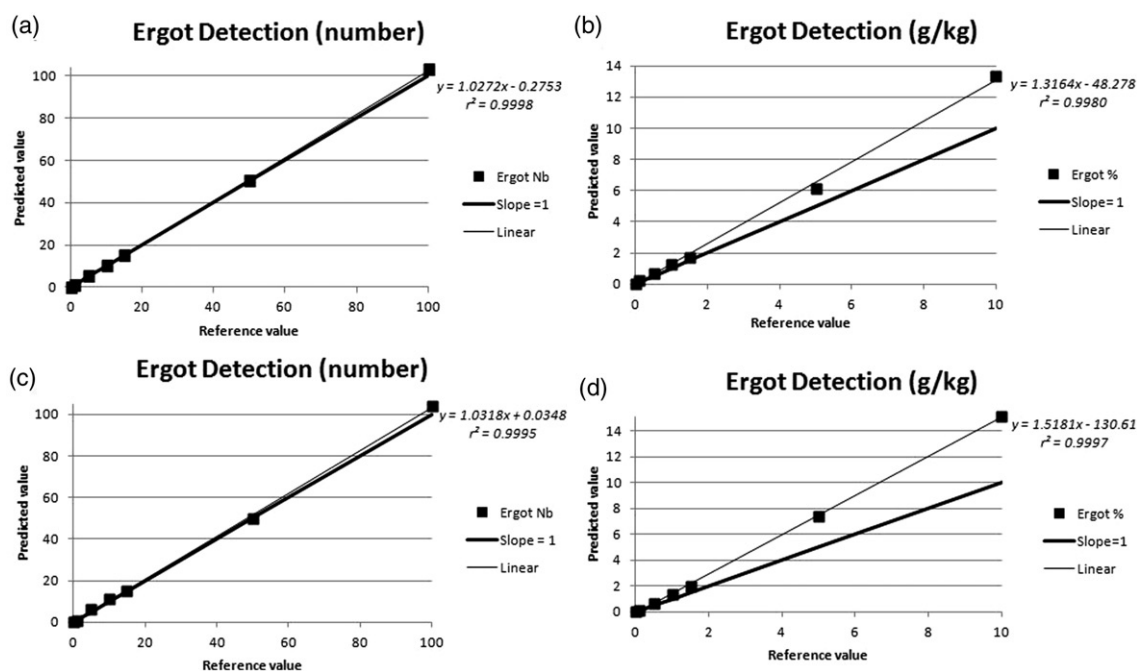 (a)
Ergot Detection (number)
Predicted value
100
80
60
40
20
0
0 20 40 60 80 100
Reference value
y = 1.0272x - 0.2753
r² = 0.9998
Ergot Nb
Slope =1
Linear
(b)
Ergot Detection (g/kg)
Predicted value
14
12
10
8
6
4
2
0
0 2 4 6 8 10
Reference value
y = 1.3164x - 48.278
r² = 0.9980
Ergot %
Slope= 1
Linear
(c)
Ergot Detection (number)
Predicted value
100
80
60
40
20
0
0 20 40 60 80 100
Reference value
y = 1.0318x + 0.0348
r² = 0.9995
Ergot Nb
Slope = 1
Linear
(d)
Ergot Detection (g/kg)
Predicted value
14
12
10
8
6
4
2
0
0 2 4 6 8 10
Reference value
y = 1.5181x - 130.61
r² = 0.9997
Ergot %
Slope=1
Linear